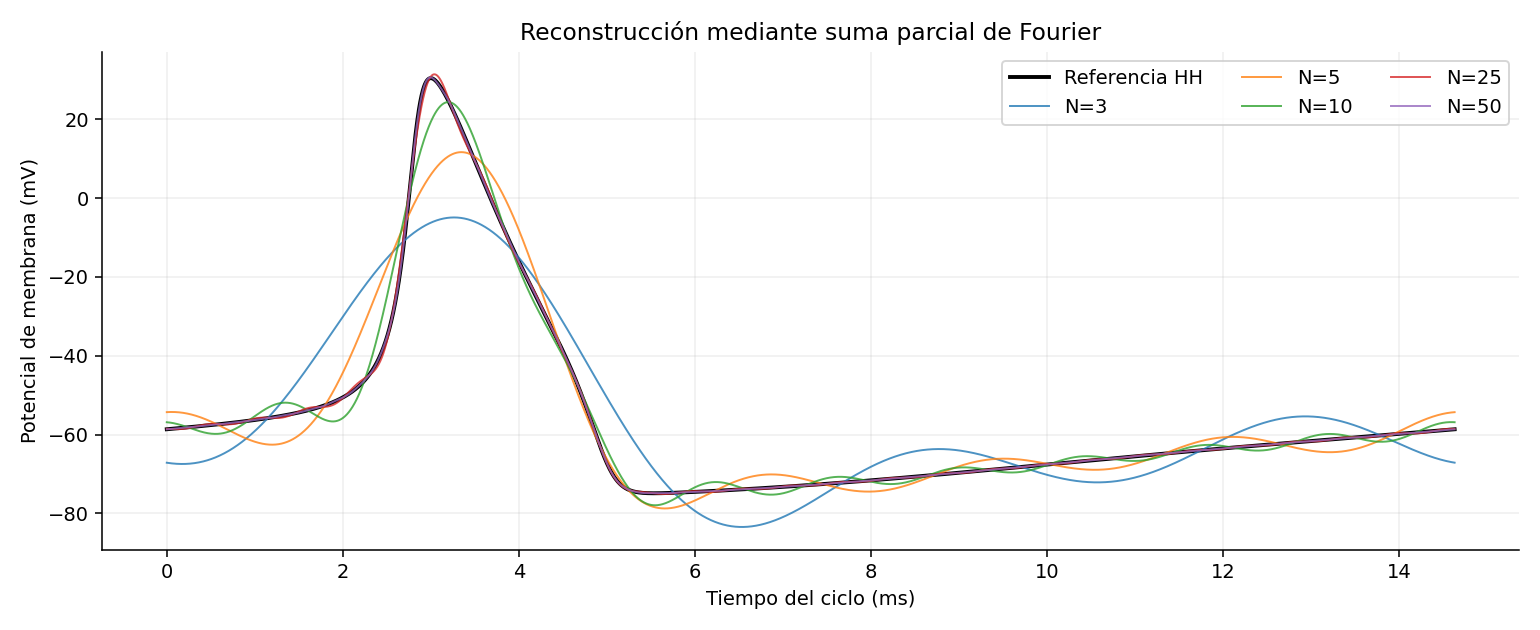 Reconstrucción mediante suma parcial de Fourier
Referencia HH
N=3
N=5
N=10
N=25
N=50
Potencial de membrana (mV)
20
0
−20
−40
−60
−80
0 2 4 6 8 10 12 14
Tiempo del ciclo (ms)